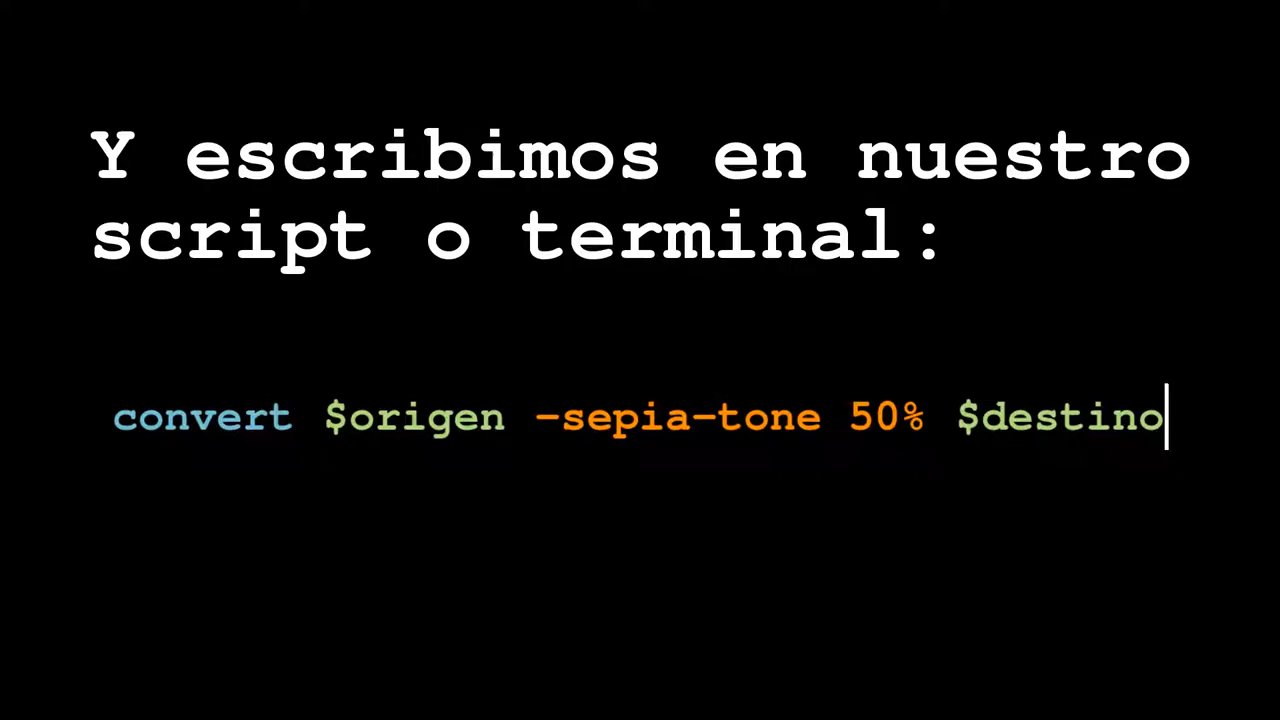 Y escribimos en nuestro
script o terminal:
convert $origen -sepia-tone 50% $destino